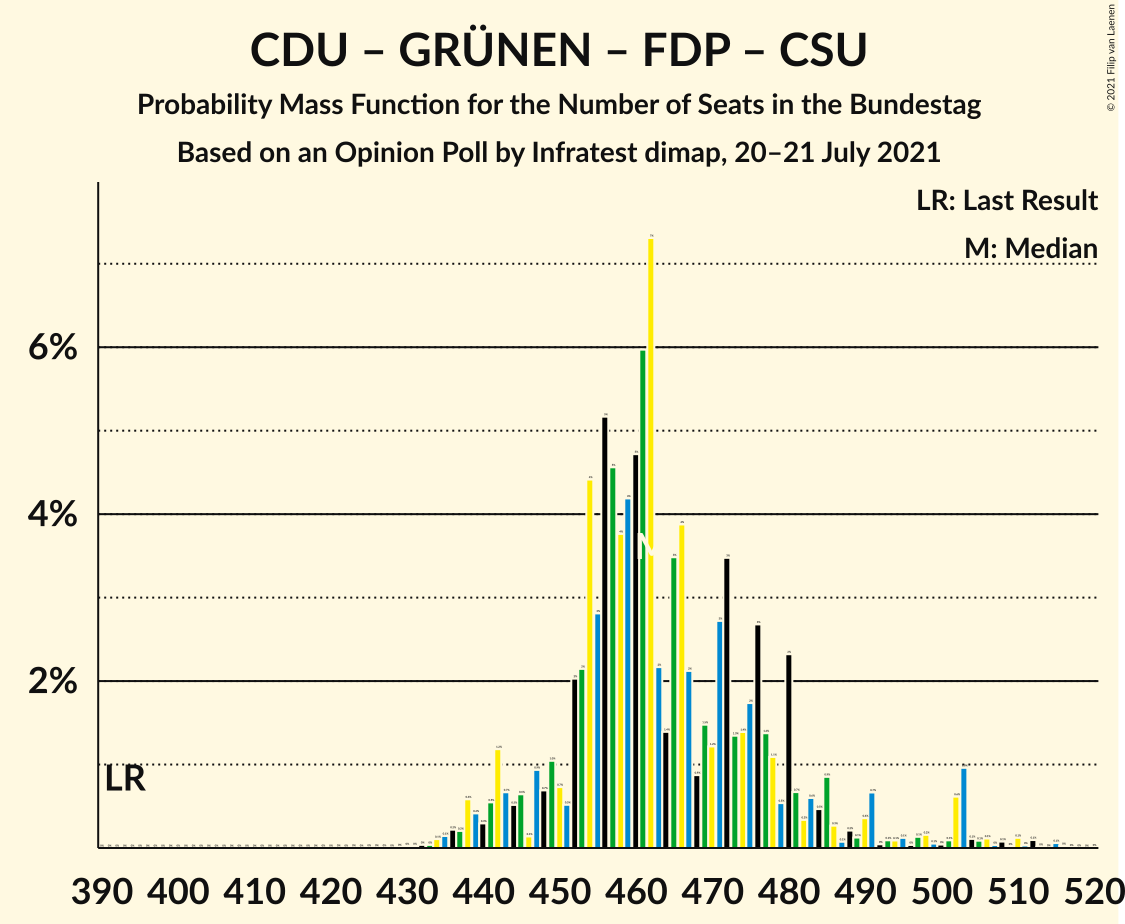 CDU – GRÜNEN – FDP – CSU
Probability Mass Function for the Number of Seats in the Bundestag
Based on an Opinion Poll by Infratest dimap, 20–21 July 2021
© 2021 Filip van Laenen
LR: Last Result
M: Median
6%
4%
2%
LR
M
390 400 410 420 430 440 450 460 470 480 490 500 510 520